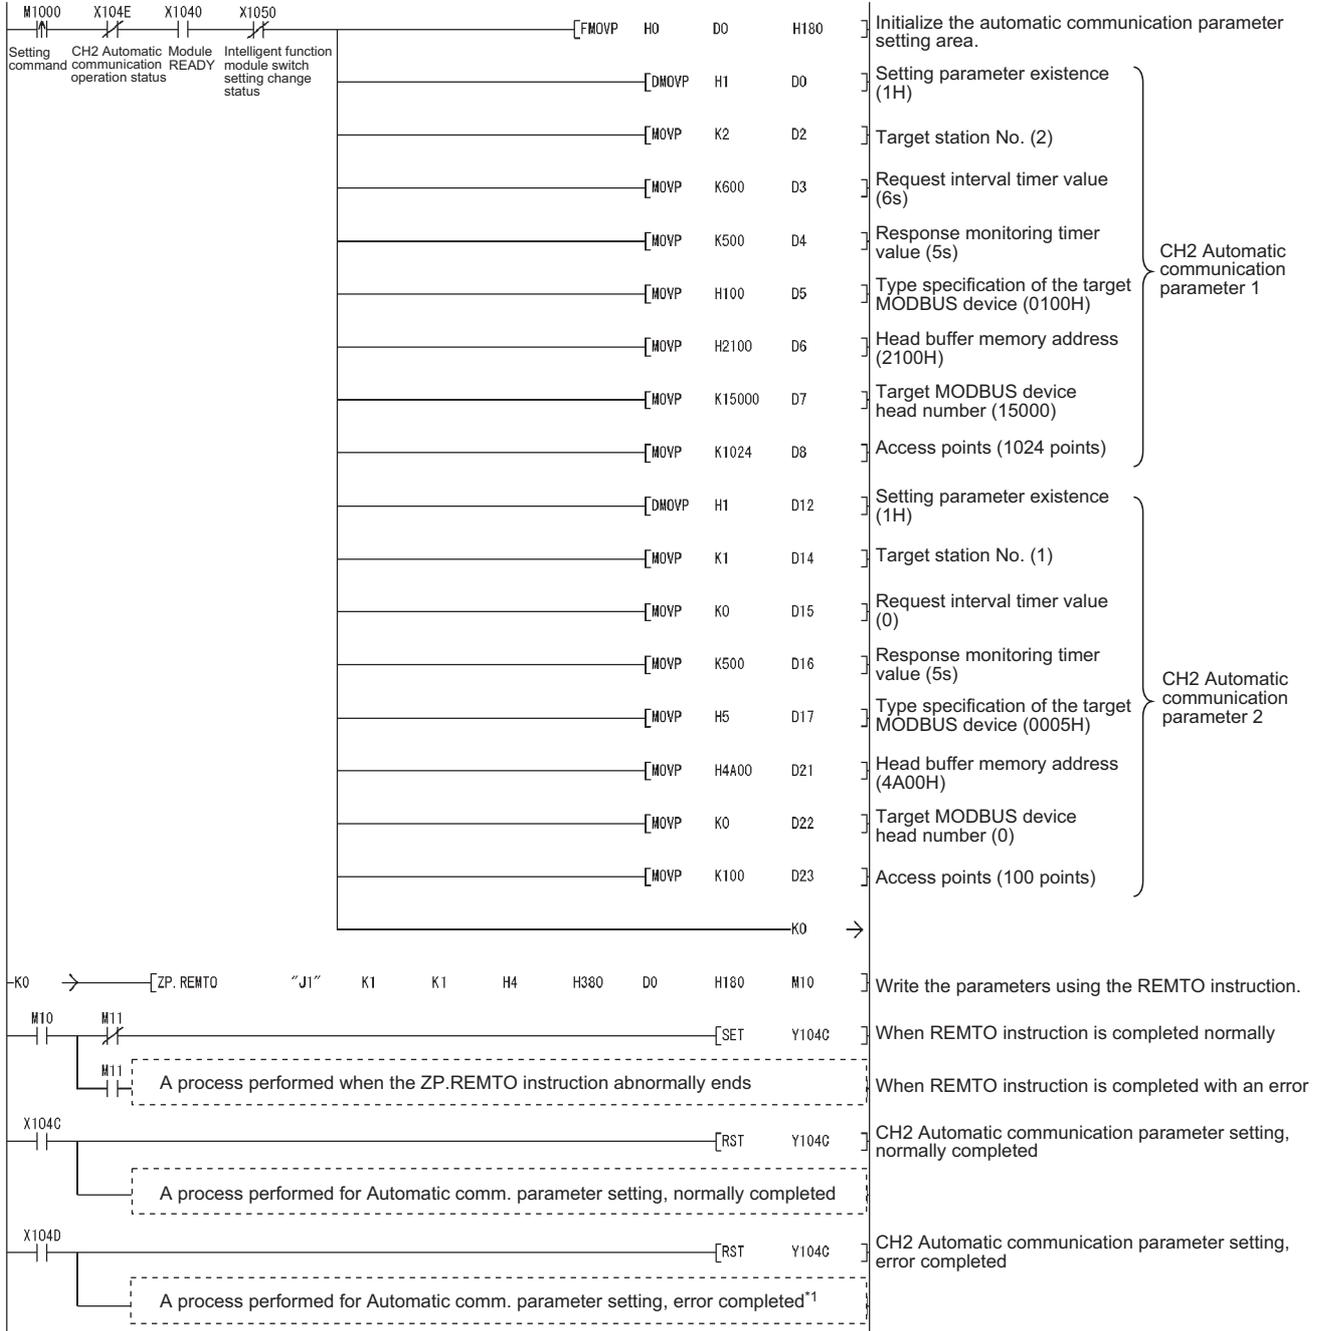 M1000 X104E X1040 X1050
Setting command
CH2 Automatic communication operation status
Module READY
Intelligent function module switch setting change status
[FMOVP H0 D0 H180 ]
Initialize the automatic communication parameter
setting area.
[DMOVP H1 D0 ]
Setting parameter existence
(1H)
[MOVP K2 D2 ]
Target station No. (2)
[MOVP K600 D3 ]
Request interval timer value
(6s)
[MOVP K500 D4 ]
Response monitoring timer
value (5s)
[MOVP H100 D5 ]
Type specification of the target
MODBUS device (0100H)
[MOVP H2100 D6 ]
Head buffer memory address
(2100H)
[MOVP K15000 D7 ]
Target MODBUS device
head number (15000)
[MOVP K1024 D8 ]
Access points (1024 points)
CH2 Automatic
communication
parameter 1
[DMOVP H1 D12 ]
Setting parameter existence
(1H)
[MOVP K1 D14 ]
Target station No. (1)
[MOVP K0 D15 ]
Request interval timer value
(0)
[MOVP K500 D16 ]
Response monitoring timer
value (5s)
[MOVP H5 D17 ]
Type specification of the target
MODBUS device (0005H)
[MOVP H4A00 D21 ]
Head buffer memory address
(4A00H)
[MOVP K0 D22 ]
Target MODBUS device
head number (0)
[MOVP K100 D23 ]
Access points (100 points)
CH2 Automatic
communication
parameter 2
K0
K0 [ZP.REMTO "J1" K1 K1 H4 H380 D0 H180 M10 ]
Write the parameters using the REMTO instruction.
M10 M11
[SET Y104C ]
When REMTO instruction is completed normally
M11
A process performed when the ZP.REMTO instruction abnormally ends
When REMTO instruction is completed with an error
X104C
[RST Y104C ]
CH2 Automatic communication parameter setting,
normally completed
A process performed for Automatic comm. parameter setting, normally completed
X104D
[RST Y104C ]
CH2 Automatic communication parameter setting,
error completed
A process performed for Automatic comm. parameter setting, error completed*1